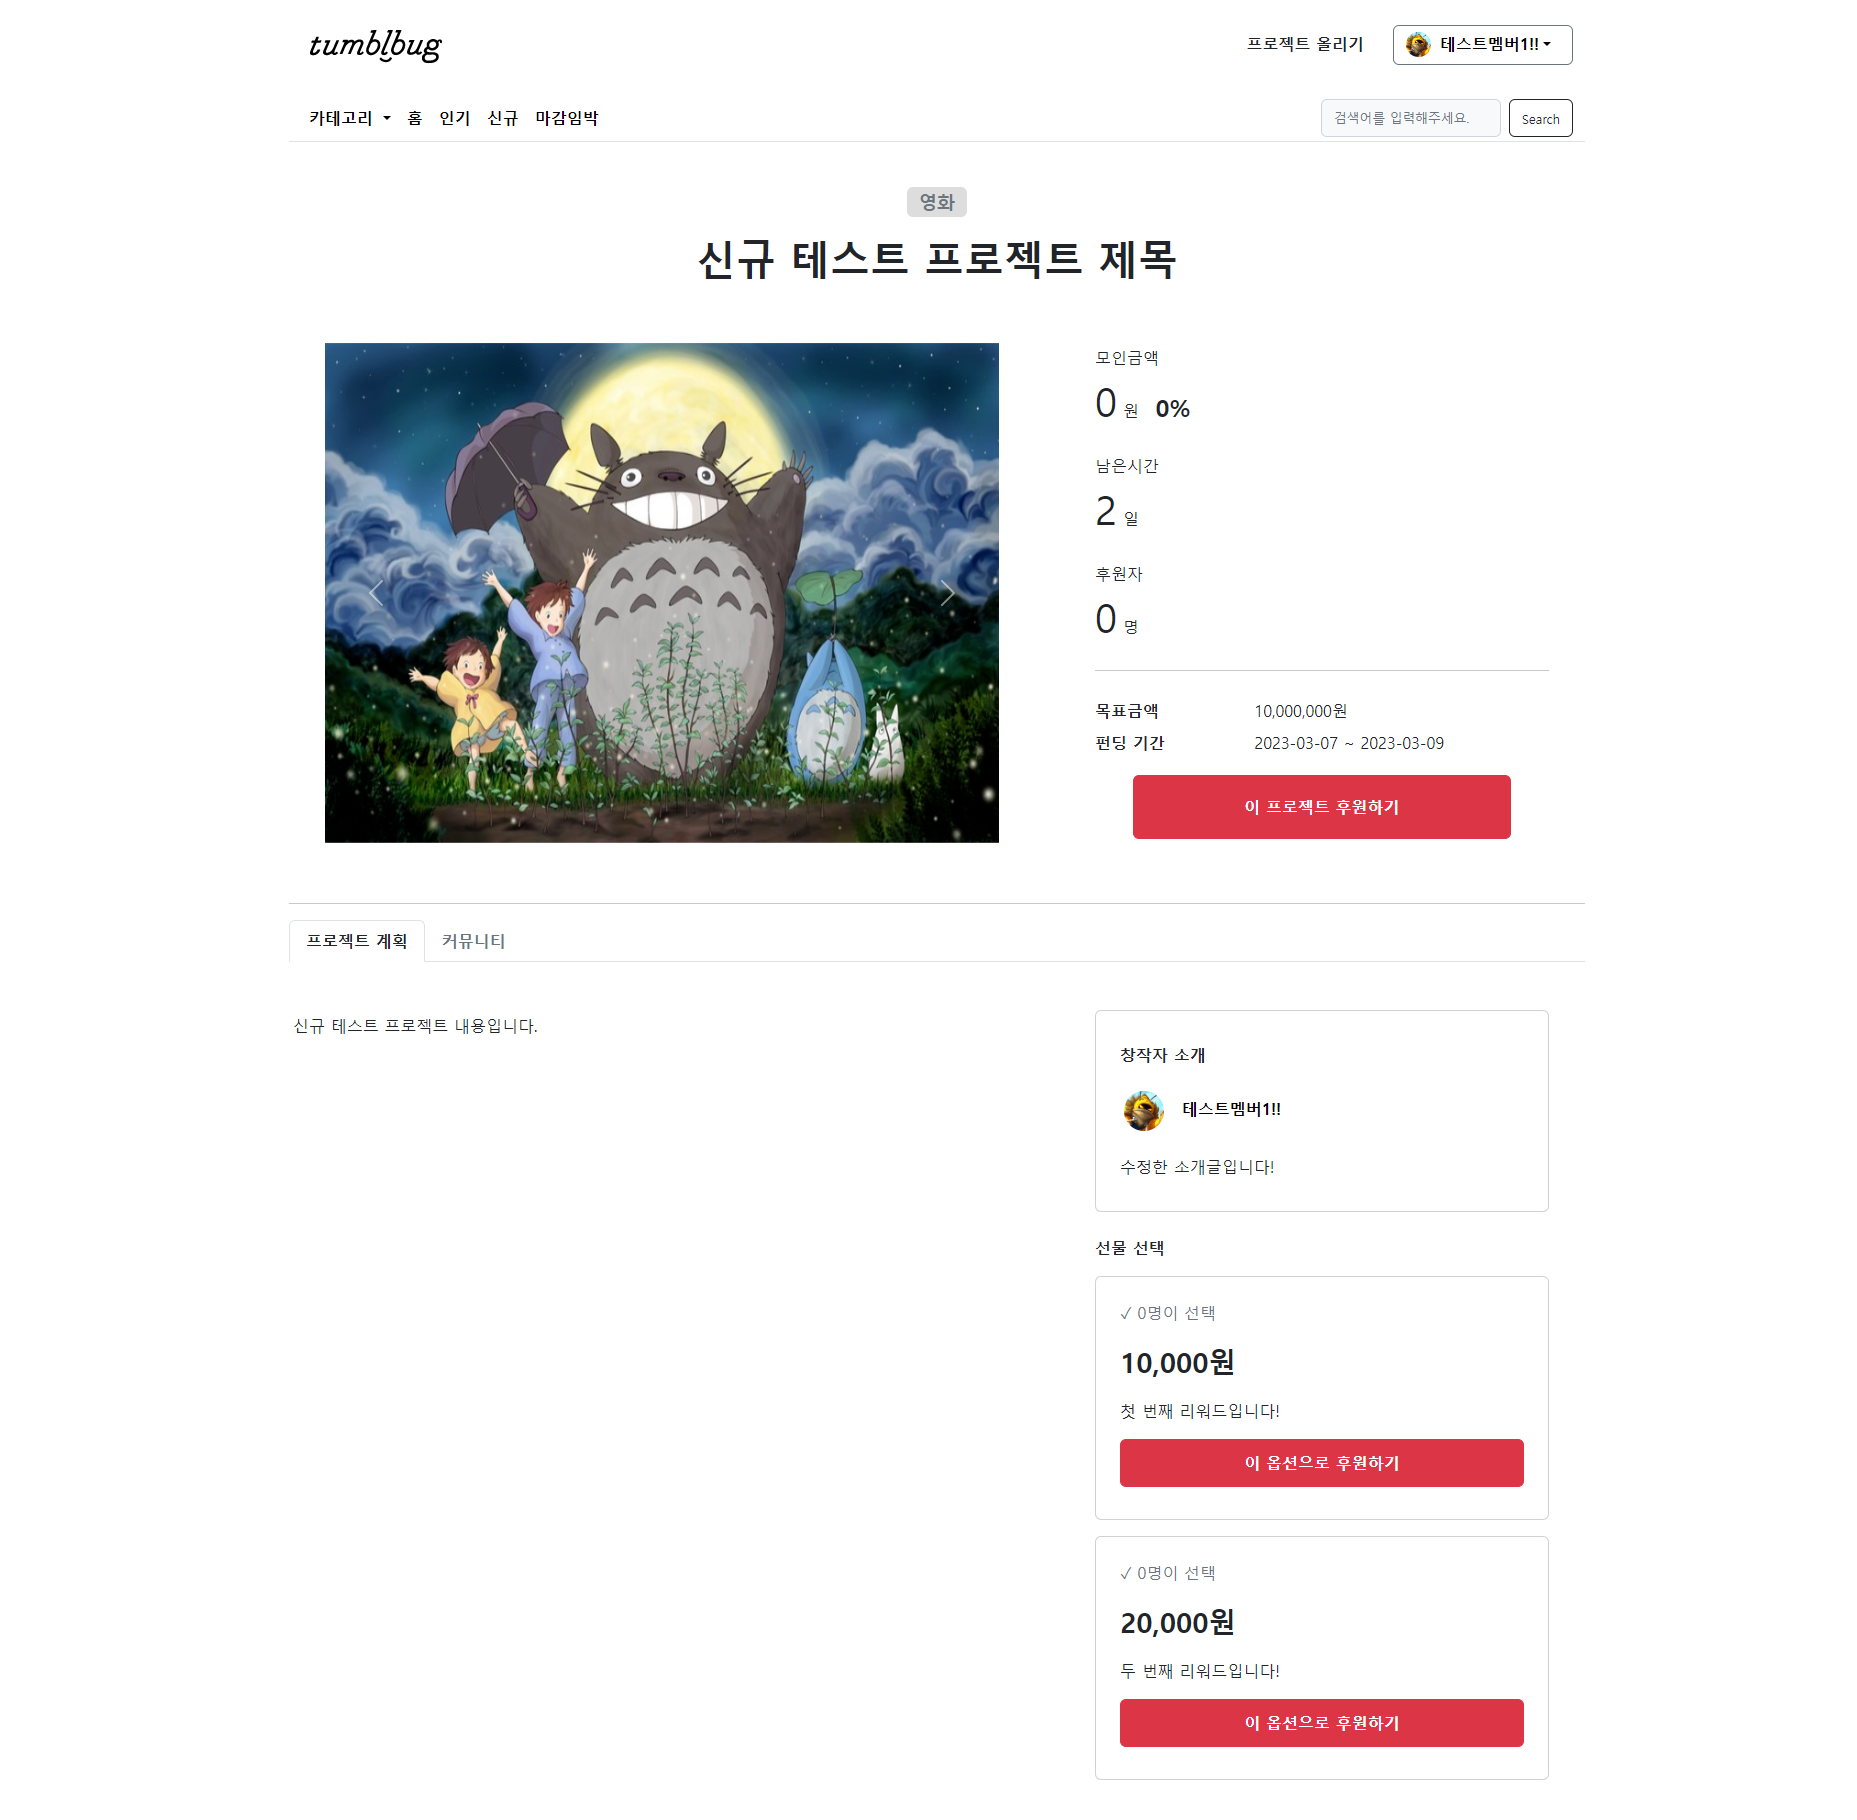 tumblbug
프로젝트 올리기
테스트멤버1!!
카테고리 홈 인기 신규 마감임박
검색어를 입력해주세요.
Search
영화
신규 테스트 프로젝트 제목
모인금액
0 원 0%
남은시간
2 일
후원자
0 명
목표금액 10,000,000원
펀딩 기간 2023-03-07 ~ 2023-03-09
이 프로젝트 후원하기
프로젝트 계획 커뮤니티
신규 테스트 프로젝트 내용입니다.
창작자 소개
테스트멤버1!!
수정한 소개글입니다!
선물 선택
✓ 0명이 선택
10,000원
첫 번째 리워드입니다!
이 옵션으로 후원하기
✓ 0명이 선택
20,000원
두 번째 리워드입니다!
이 옵션으로 후원하기